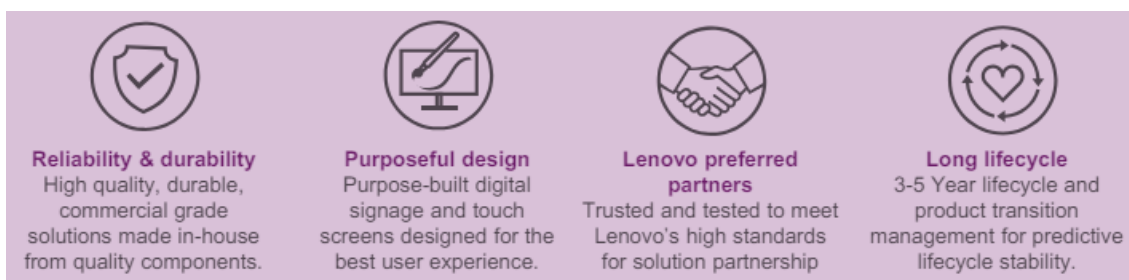 Reliability & durability
High quality, durable,
commercial grade
solutions made in-house
from quality components.
Purposeful design
Purpose-built digital
signage and touch
screens designed for the
best user experience.
Lenovo preferred
partners
Trusted and tested to meet
Lenovo's high standards
for solution partnership
Long lifecycle
3-5 Year lifecycle and
product transition
management for predictive
lifecycle stability.